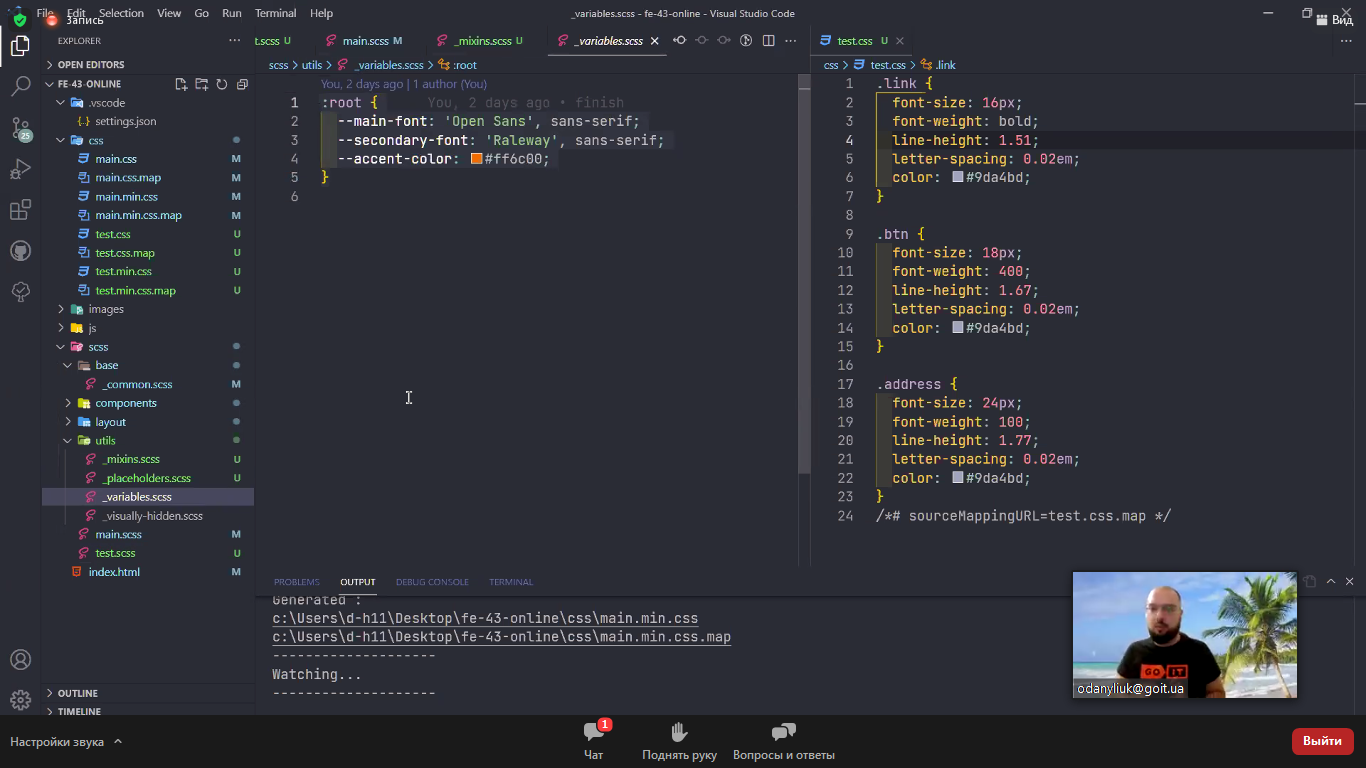 File Edit Selection View Go Run Terminal Help
_variables.scss - fe-43-online - Visual Studio Code
Запись
Вид
EXPLORER
OPEN EDITORS
FE-43-ONLINE
.vscode
settings.json
css
main.css M
main.css.map M
main.min.css M
main.min.css.map M
test.css U
test.css.map U
test.min.css U
test.min.css.map U
images
js
scss
base
_common.scss M
components
layout
utils
_mixins.scss U
_placeholders.scss U
_variables.scss
_visually-hidden.scss
main.scss M
test.scss U
index.html M
OUTLINE
TIMELINE
25
t.scss U
main.scss M
_mixins.scss U
_variables.scss
scss > utils > _variables.scss > :root
You, 2 days ago | 1 author (You)
1 :root { You, 2 days ago • finish
2 --main-font: 'Open Sans', sans-serif;
3 --secondary-font: 'Raleway', sans-serif;
4 --accent-color: #ff6c00;
5 }
6
test.css U
css > test.css > .link
1 .link {
2 font-size: 16px;
3 font-weight: bold;
4 line-height: 1.51;
5 letter-spacing: 0.02em;
6 color: #9da4bd;
7 }
8
9 .btn {
10 font-size: 18px;
11 font-weight: 400;
12 line-height: 1.67;
13 letter-spacing: 0.02em;
14 color: #9da4bd;
15 }
16
17 .address {
18 font-size: 24px;
19 font-weight: 100;
20 line-height: 1.77;
21 letter-spacing: 0.02em;
22 color: #9da4bd;
23 }
24 /*# sourceMappingURL=test.css.map */
PROBLEMS OUTPUT DEBUG CONSOLE TERMINAL
Generated :
c:\Users\d-h11\Desktop\fe-43-online\css\main.min.css
c:\Users\d-h11\Desktop\fe-43-online\css\main.min.css.map
--------------------
Watching...
--------------------
GO IT
odanyliuk@goit.ua
Настройки звука
1
Чат
Поднять руку
Вопросы и ответы
Выйти